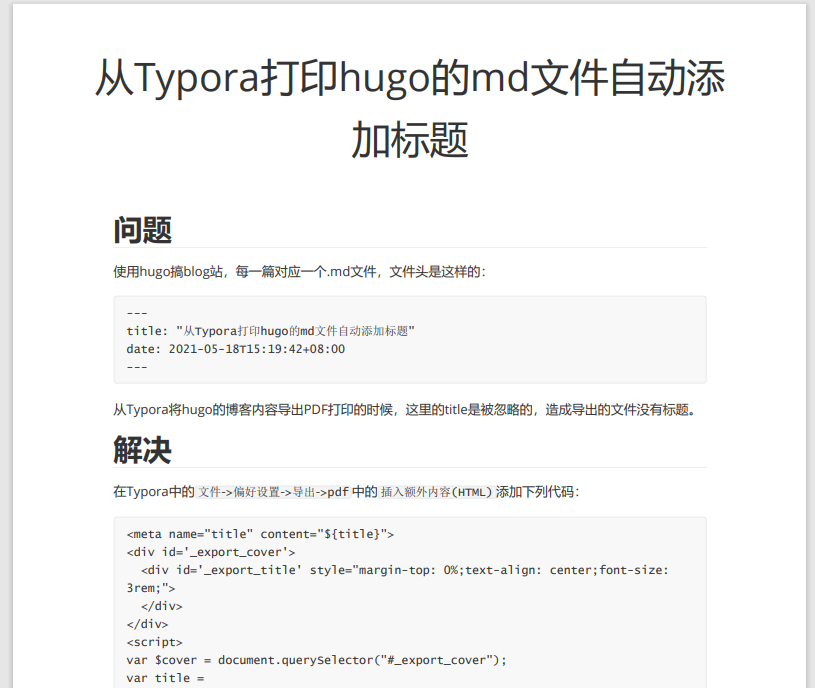 从Typora打印hugo的md文件自动添
加标题
问题
使用hugo搞blog站，每一篇对应一个.md文件，文件头是这样的：
---
title: "从Typora打印hugo的md文件自动添加标题"
date: 2021-05-18T15:19:42+08:00
---
从Typora将hugo的博客内容导出PDF打印的时候，这里的title是被忽略的，造成导出的文件没有标题。
解决
在Typora中的 文件->偏好设置->导出->pdf 中的 插入额外内容(HTML) 添加下列代码：
<meta name="title" content="${title}">
<div id='_export_cover'>
  <div id='_export_title' style="margin-top: 0%;text-align: center;font-size:
3rem;">
  </div>
</div>
<script>
var $cover = document.querySelector("#_export_cover");
var title =